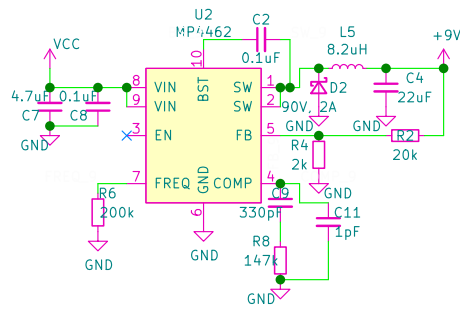 U2
MP4462
C2
0.1uF
L5
8.2uH
+9V
VCC
10
8 VIN
BST
SW 1
9 VIN
SW 2
4.7uF 0.1uF
C7 C8
D2
90V, 2A
C4
22uF
GND
GND
GND
3 EN
FB 5
R4
2k
R2
20k
7 FREQ
GND
COMP 4
GND
R6
200k
6
C9
330pF
C11
1pF
GND
GND
R8
147k
GND